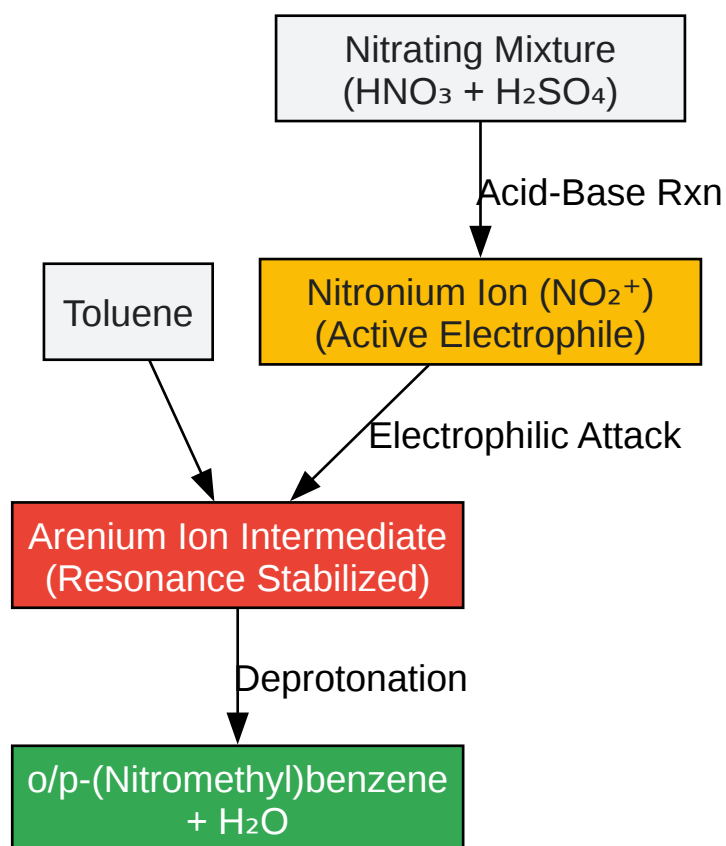 Nitrating Mixture
(HNO₃ + H₂SO₄)
Acid-Base Rxn
Nitronium Ion (NO₂⁺)
(Active Electrophile)
Toluene
Electrophilic Attack
Arenium Ion Intermediate
(Resonance Stabilized)
Deprotonation
o/p-(Nitromethyl)benzene
+ H₂O